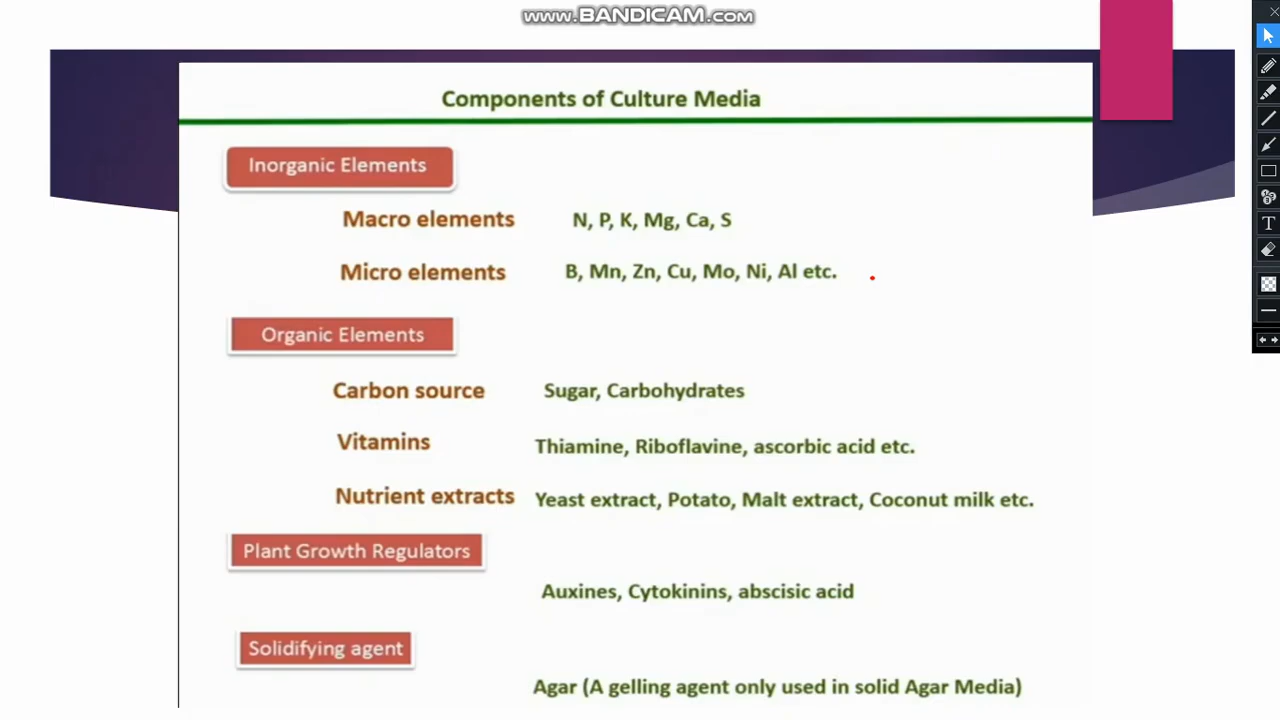 www.BANDICAM.com
Components of Culture Media
Inorganic Elements
Macro elements N, P, K, Mg, Ca, S
Micro elements B, Mn, Zn, Cu, Mo, Ni, Al etc.
Organic Elements
Carbon source Sugar, Carbohydrates
Vitamins Thiamine, Riboflavine, ascorbic acid etc.
Nutrient extracts Yeast extract, Potato, Malt extract, Coconut milk etc.
Plant Growth Regulators
Auxines, Cytokinins, abscisic acid
Solidifying agent
Agar (A gelling agent only used in solid Agar Media)